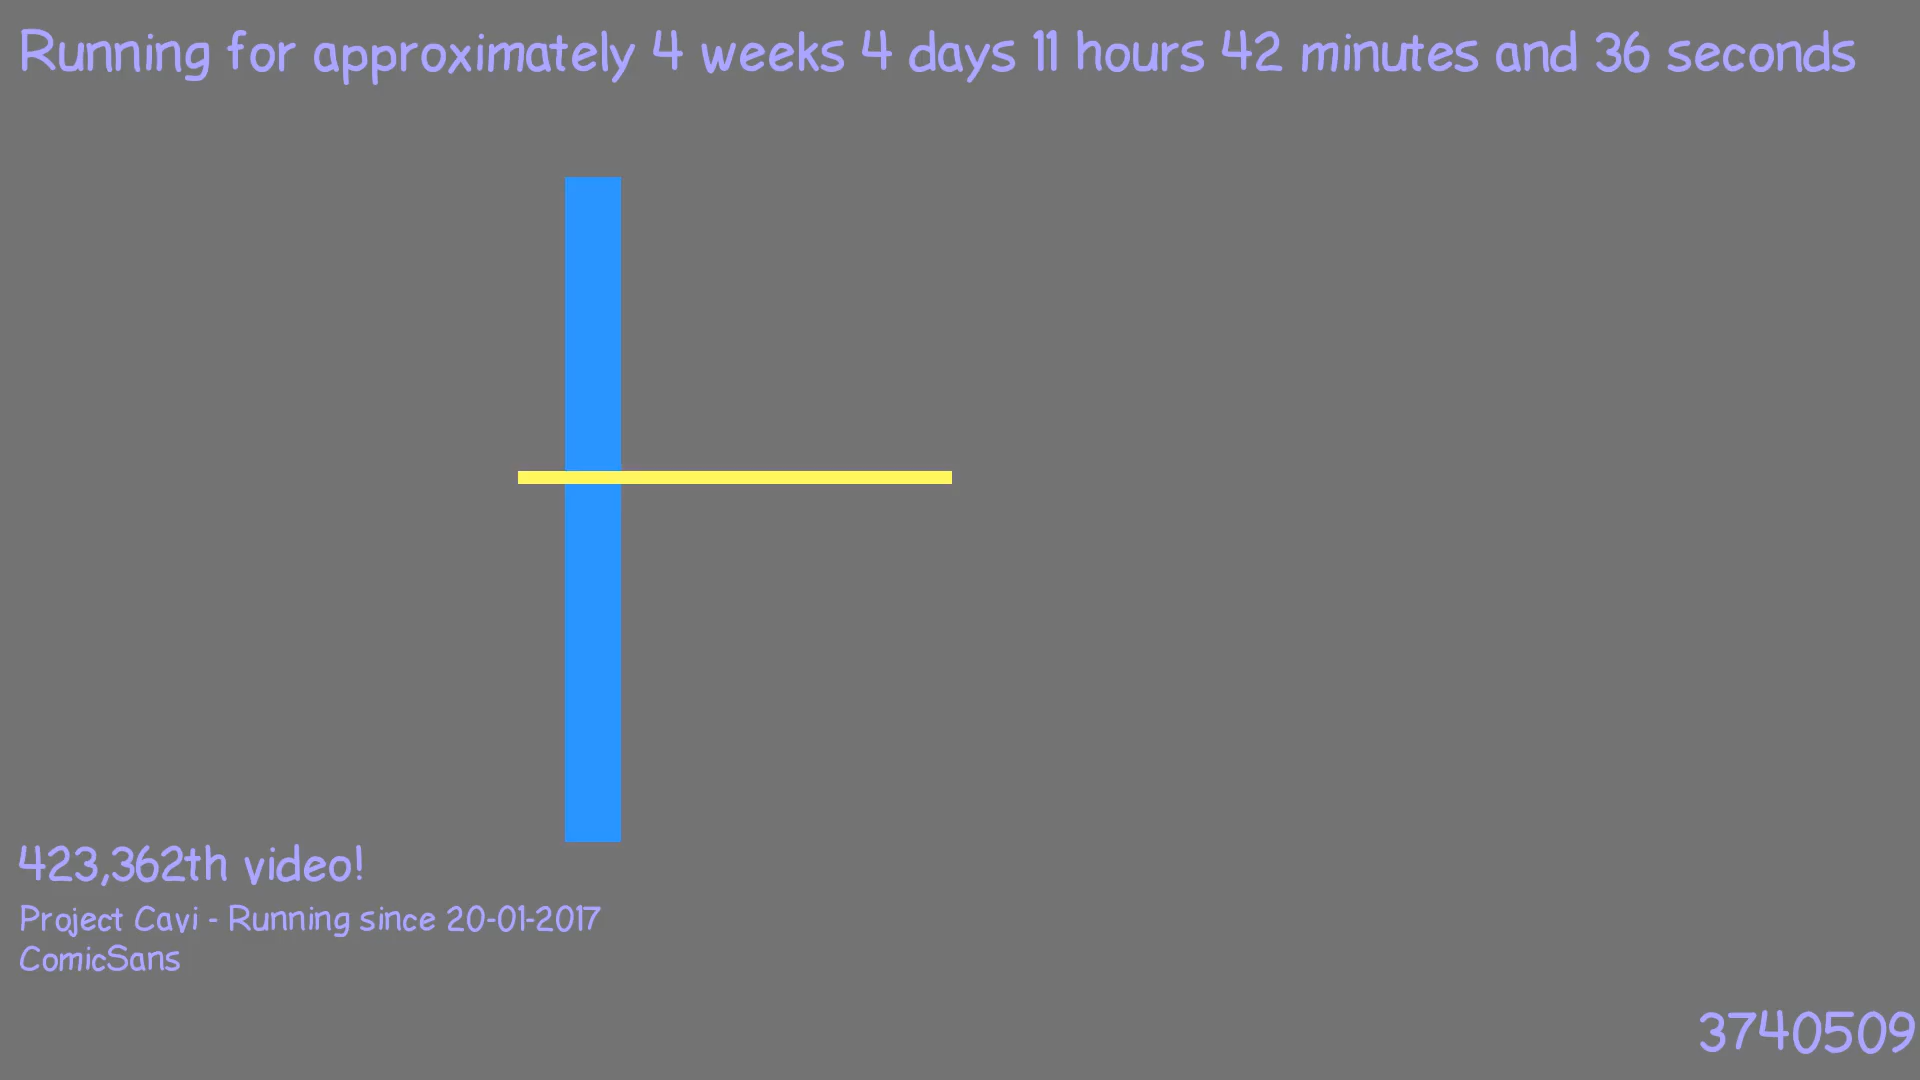 Running for approximately 4 weeks 4 days 11 hours 42 minutes and 36 seconds
423,362th video!
Project Cavi - Running since 20-01-2017
ComicSans
3740509